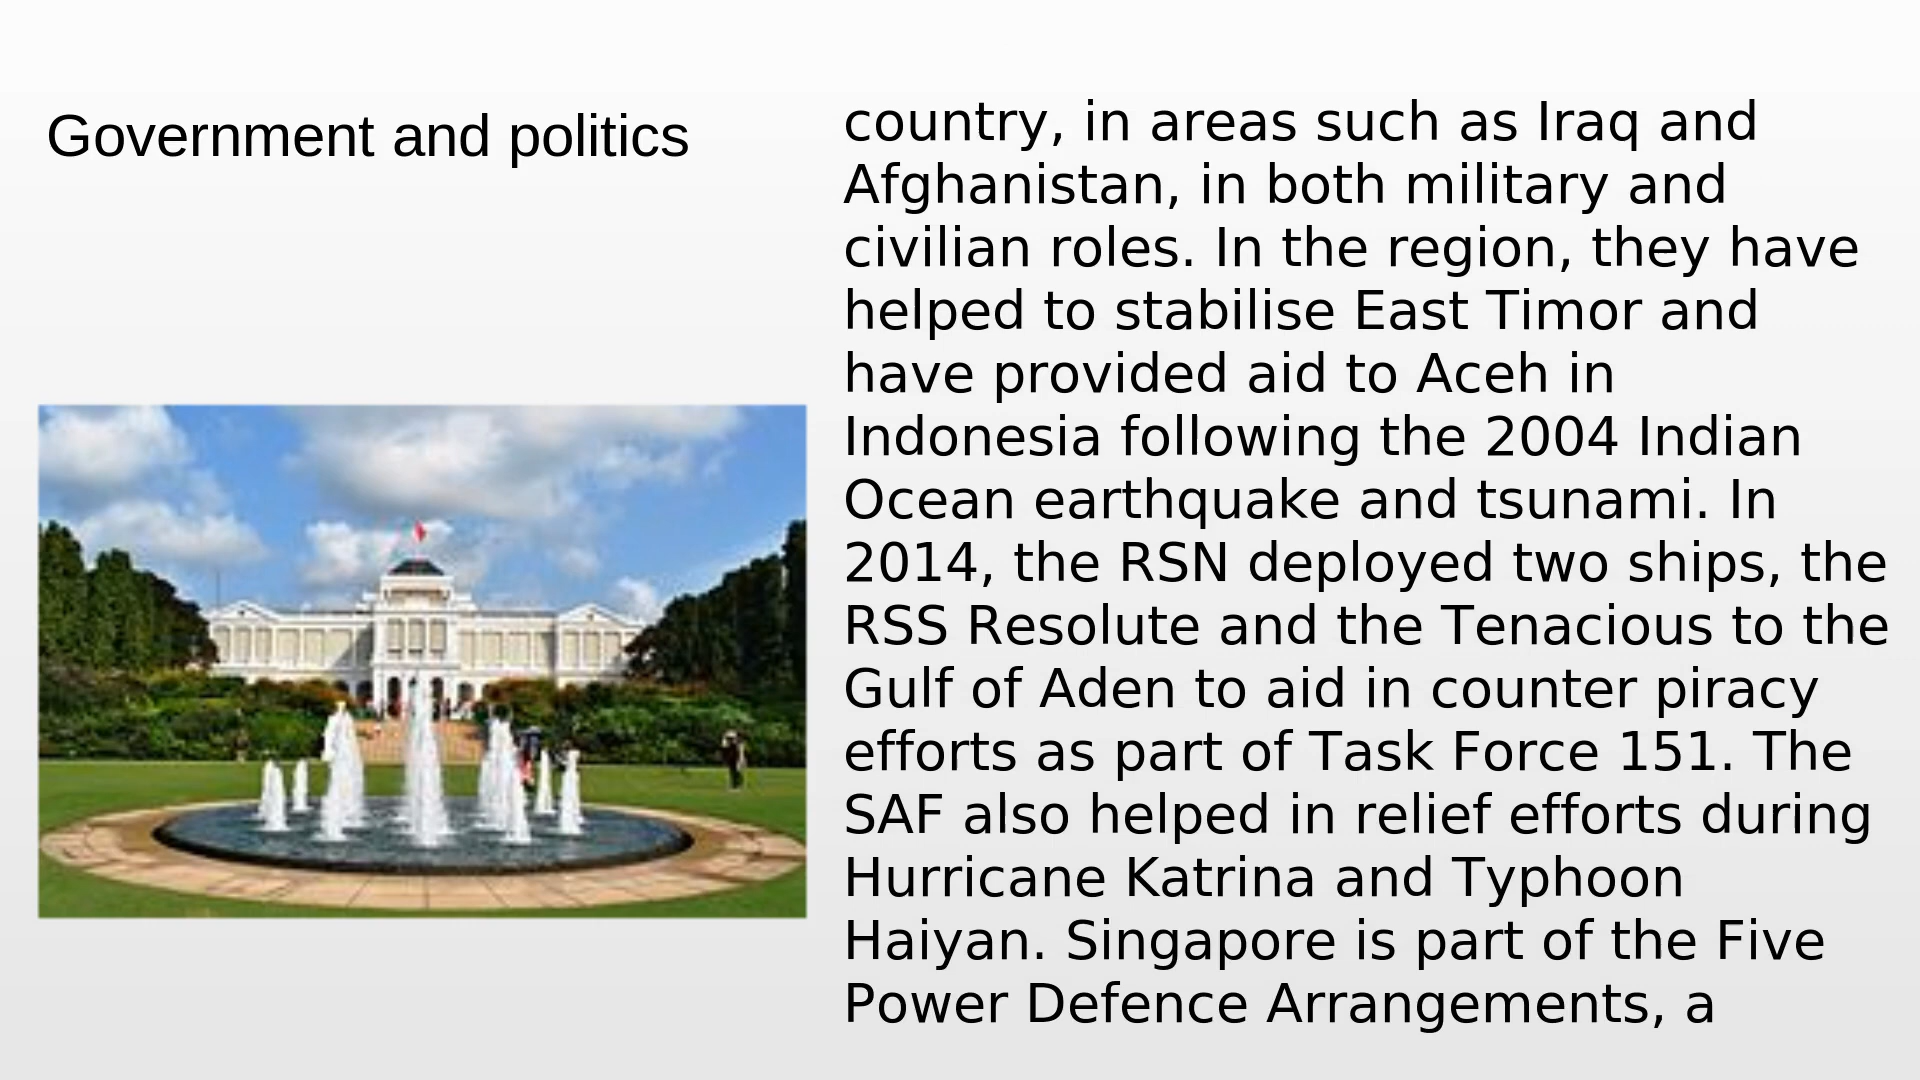 Government and politics
country, in areas such as Iraq and
Afghanistan, in both military and
civilian roles. In the region, they have
helped to stabilise East Timor and
have provided aid to Aceh in
Indonesia following the 2004 Indian
Ocean earthquake and tsunami. In
2014, the RSN deployed two ships, the
RSS Resolute and the Tenacious to the
Gulf of Aden to aid in counter piracy
efforts as part of Task Force 151. The
SAF also helped in relief efforts during
Hurricane Katrina and Typhoon
Haiyan. Singapore is part of the Five
Power Defence Arrangements, a